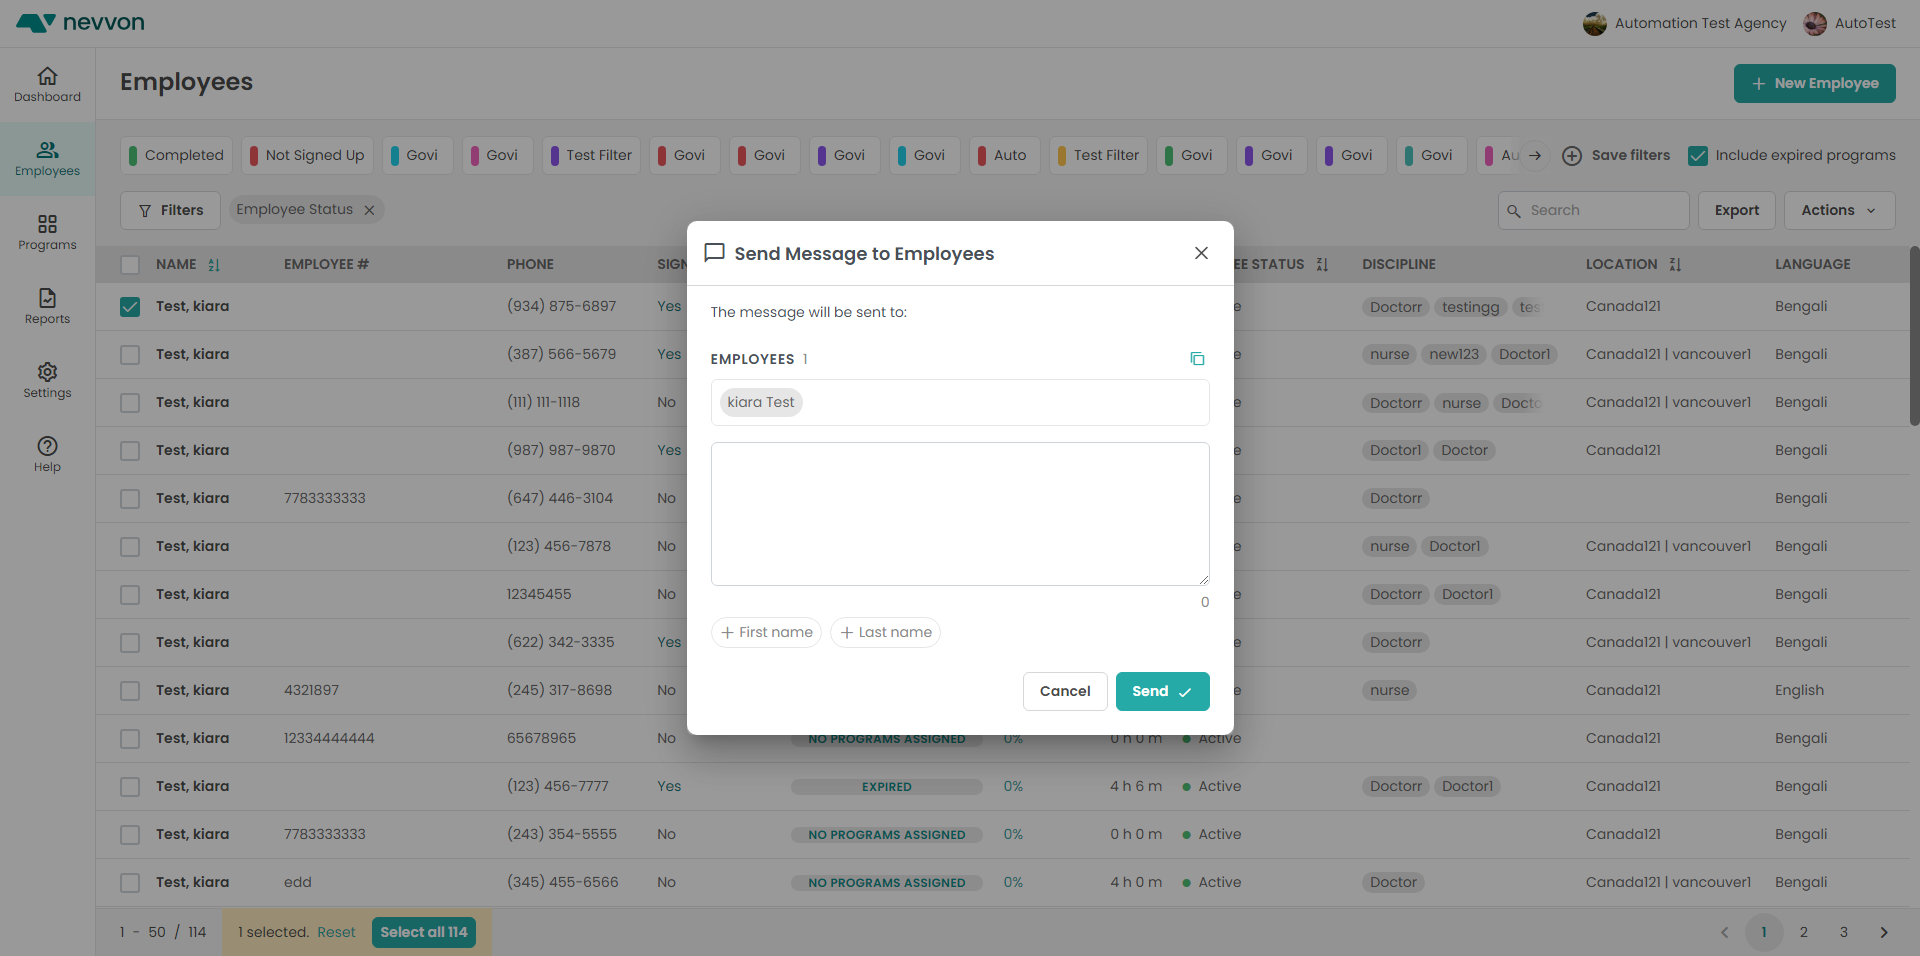 nevvon
Automation Test Agency
AutoTest
Dashboard
Employees
Programs
Reports
Settings
Help
Employees
New Employee
Completed Not Signed Up Govi Govi Test Filter Govi Govi Govi Govi Auto Test Filter Govi Govi Govi Govi Au Save filters Include expired programs
Filters Employee Status Search Export Actions
NAME EMPLOYEE # PHONE SIGN EE STATUS DISCIPLINE LOCATION LANGUAGE
Test, kiara (934) 875-6897 Yes e Doctorr testingg tes Canada121 Bengali
Test, kiara (387) 566-5679 Yes e nurse new123 Doctor1 Canada121 | vancouver1 Bengali
Test, kiara (111) 111-1118 No e Doctorr nurse Docto Canada121 | vancouver1 Bengali
Test, kiara (987) 987-9870 Yes e Doctor1 Doctor Canada121 Bengali
Test, kiara 7783333333 (647) 446-3104 No e Doctorr Bengali
Test, kiara (123) 456-7878 No e nurse Doctor1 Canada121 | vancouver1 Bengali
Test, kiara 12345455 No e Doctorr Doctor1 Canada121 Bengali
Test, kiara (622) 342-3335 Yes e Doctorr Canada121 | vancouver1 Bengali
Test, kiara 4321897 (245) 317-8698 No e nurse Canada121 English
Test, kiara 12334444444 65678965 No NO PROGRAMS ASSIGNED 0% 0 h 0 m Active Canada121 Bengali
Test, kiara (123) 456-7777 Yes EXPIRED 0% 4 h 6 m Active Doctorr Doctor1 Canada121 | vancouver1 Bengali
Test, kiara 7783333333 (243) 354-5555 No NO PROGRAMS ASSIGNED 0% 0 h 0 m Active Canada121 Bengali
Test, kiara edd (345) 455-6566 No NO PROGRAMS ASSIGNED 0% 4 h 0 m Active Doctor Canada121 | vancouver1 Bengali
1 - 50 / 114 1 selected. Reset Select all 114 1 2 3
Send Message to Employees
The message will be sent to:
EMPLOYEES 1
kiara Test
0
First name Last name
Cancel Send